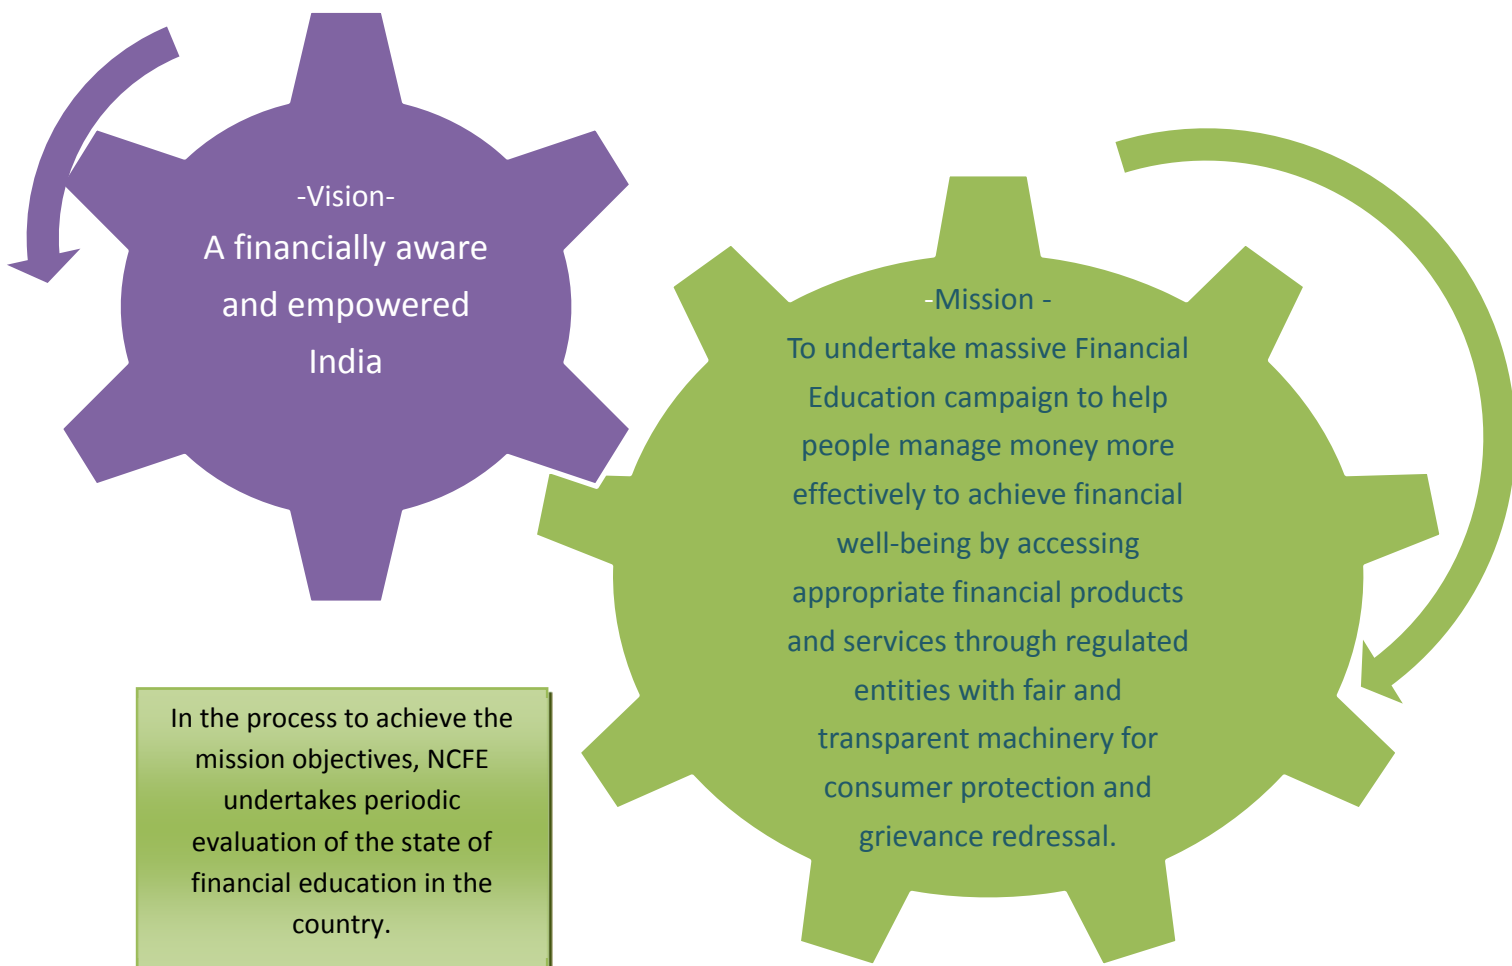 -Vision-
A financially aware
and empowered
India
-Mission -
To undertake massive Financial
Education campaign to help
people manage money more
effectively to achieve financial
well-being by accessing
appropriate financial products
and services through regulated
entities with fair and
transparent machinery for
consumer protection and
grievance redressal.
In the process to achieve the
mission objectives, NCFE
undertakes periodic
evaluation of the state of
financial education in the
country.